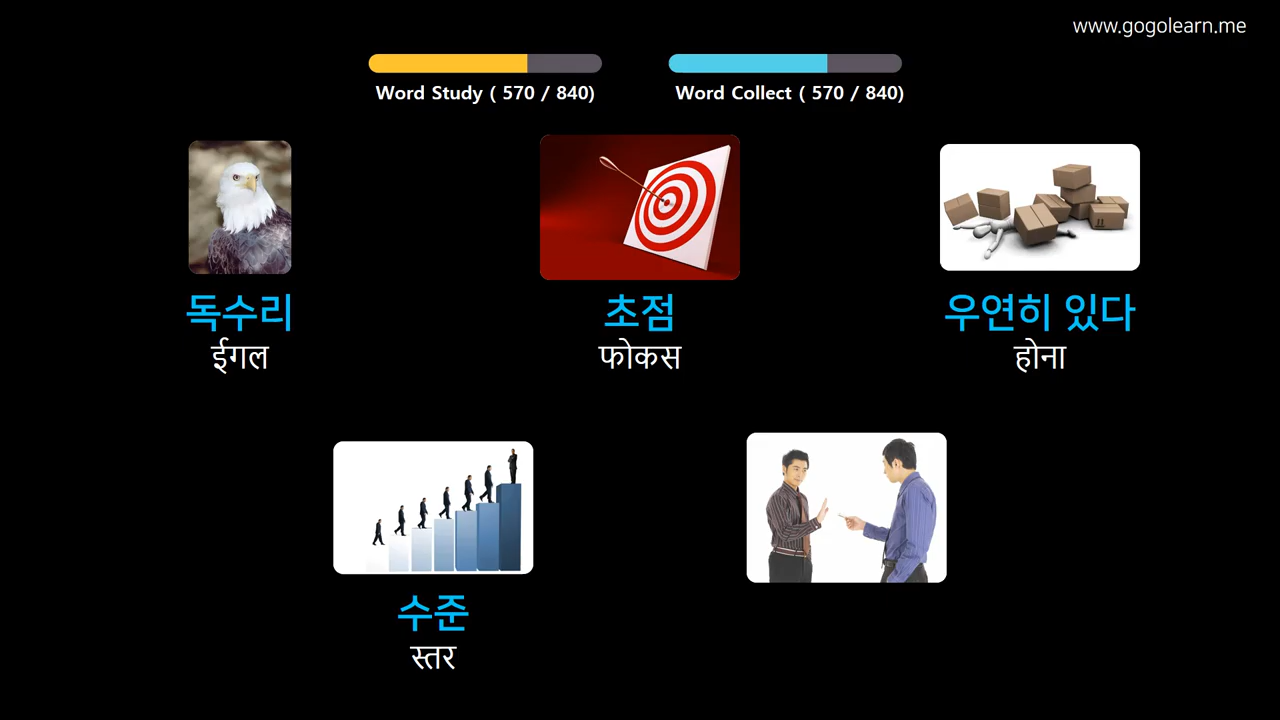 www.gogolearn.me
Word Study ( 570 / 840)
Word Collect ( 570 / 840)
독수리
ईगल
초점
फोकस
우연히 있다
होना
수준
स्तर